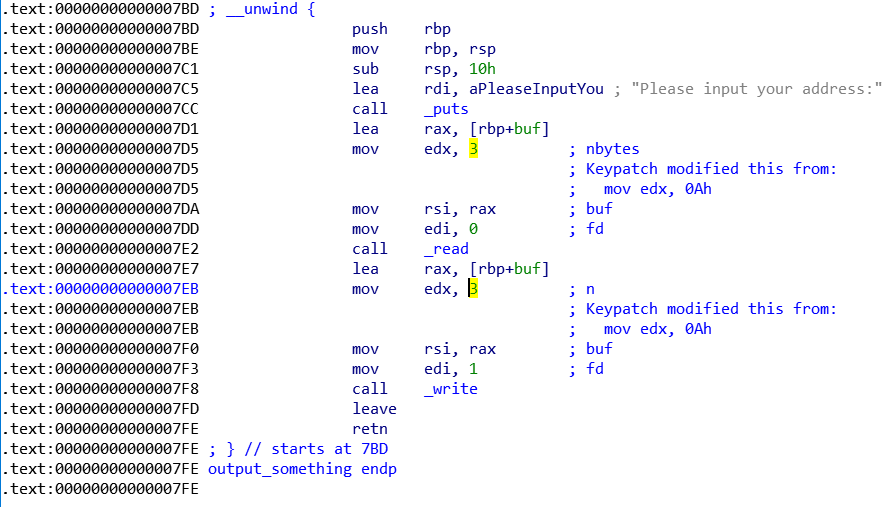 .text:00000000000007BD ; __unwind {
.text:00000000000007BD push rbp
.text:00000000000007BE mov rbp, rsp
.text:00000000000007C1 sub rsp, 10h
.text:00000000000007C5 lea rdi, aPleaseInputYou ; "Please input your address:"
.text:00000000000007CC call _puts
.text:00000000000007D1 lea rax, [rbp+buf]
.text:00000000000007D5 mov edx, 3 ; nbytes
.text:00000000000007D5 ; Keypatch modified this from:
.text:00000000000007D5 ; mov edx, 0Ah
.text:00000000000007DA mov rsi, rax ; buf
.text:00000000000007DD mov edi, 0 ; fd
.text:00000000000007E2 call _read
.text:00000000000007E7 lea rax, [rbp+buf]
.text:00000000000007EB mov edx, 3 ; n
.text:00000000000007EB ; Keypatch modified this from:
.text:00000000000007EB ; mov edx, 0Ah
.text:00000000000007F0 mov rsi, rax ; buf
.text:00000000000007F3 mov edi, 1 ; fd
.text:00000000000007F8 call _write
.text:00000000000007FD leave
.text:00000000000007FE retn
.text:00000000000007FE ; } // starts at 7BD
.text:00000000000007FE output_something endp
.text:00000000000007FE